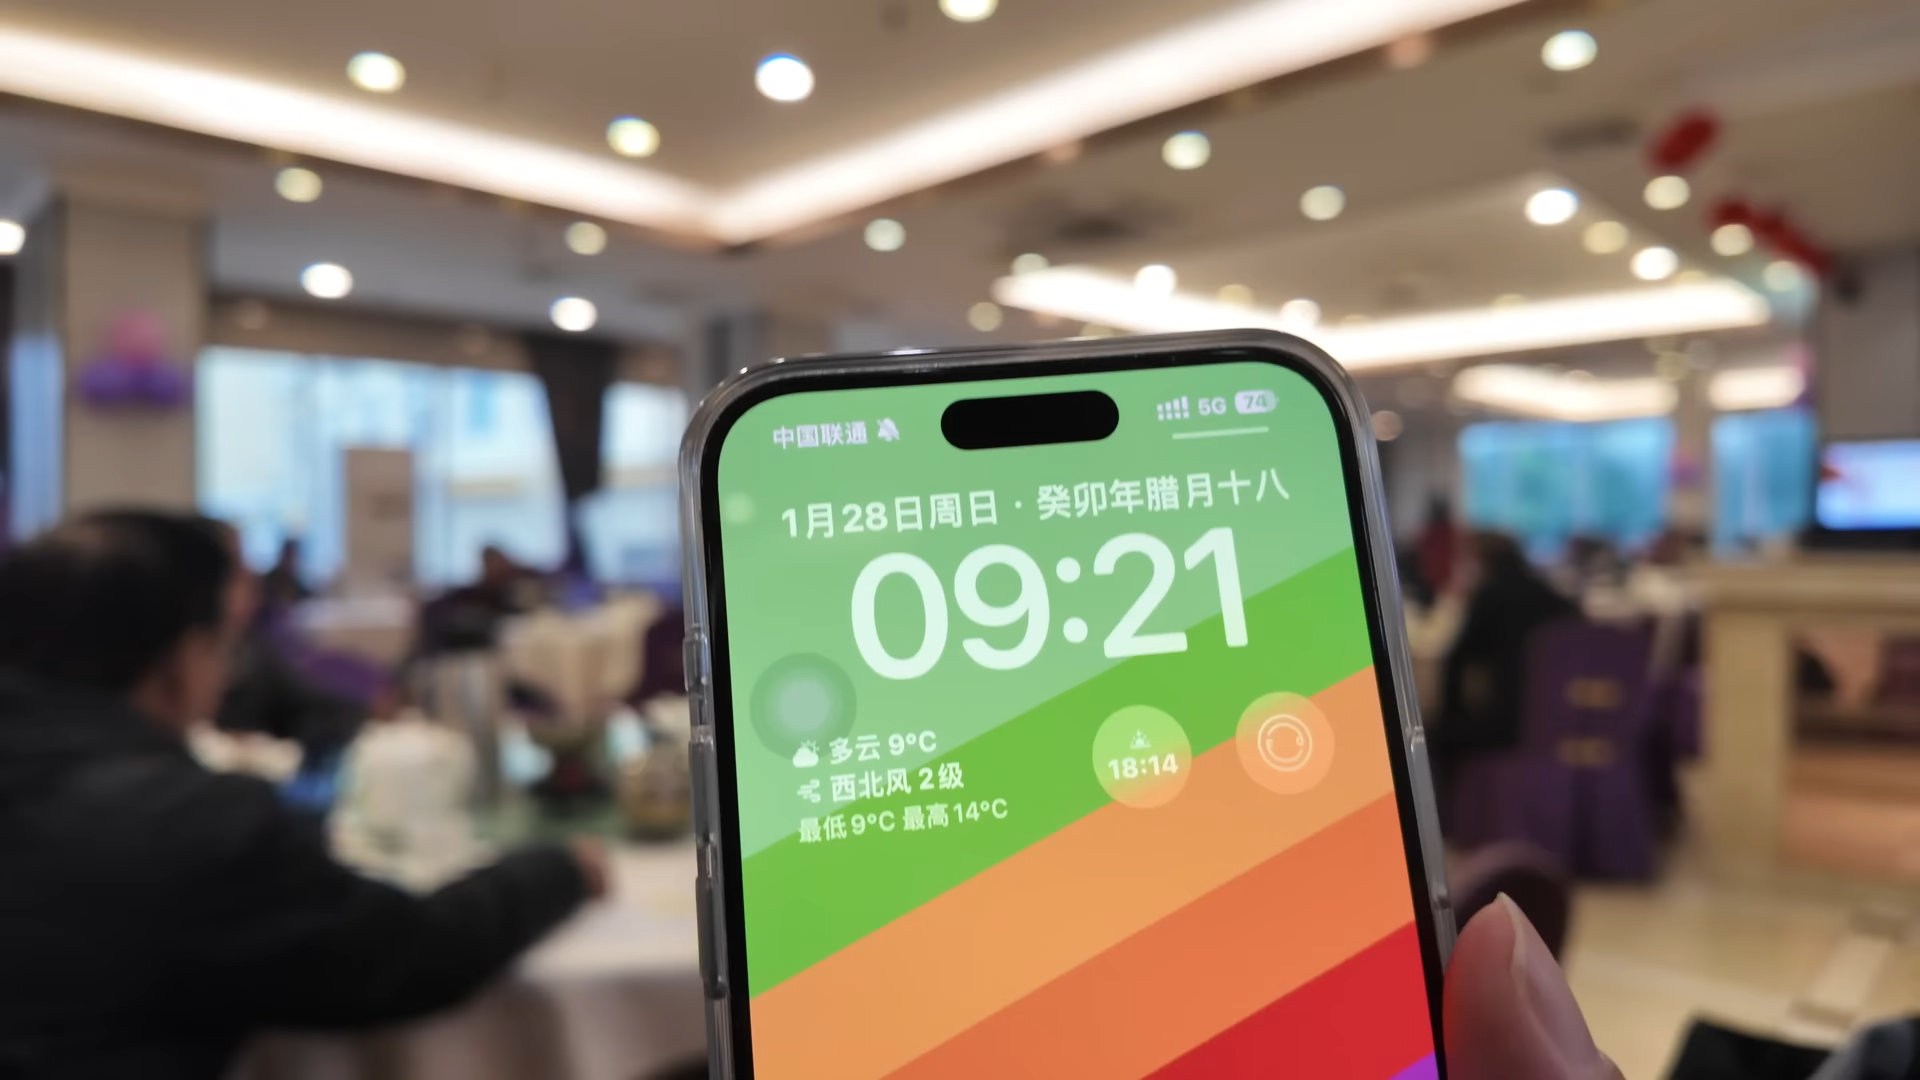 中国联通 5G 74
1月28日周日 · 癸卯年腊月十八
09:21
多云 9°C
西北风 2级
最低9°C 最高14°C
18:14